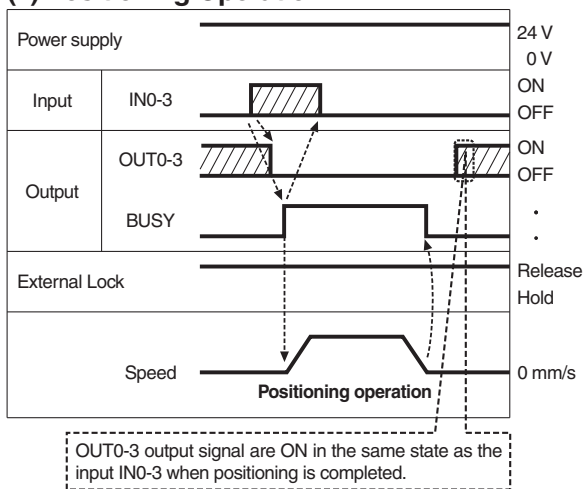 Power supply
24 V
0 V
Input
IN0-3
ON
OFF
Output
OUT0-3
ON
OFF
BUSY
External Lock
Release
Hold
Speed
Positioning operation
0 mm/s
OUT0-3 output signal are ON in the same state as the
input IN0-3 when positioning is completed.